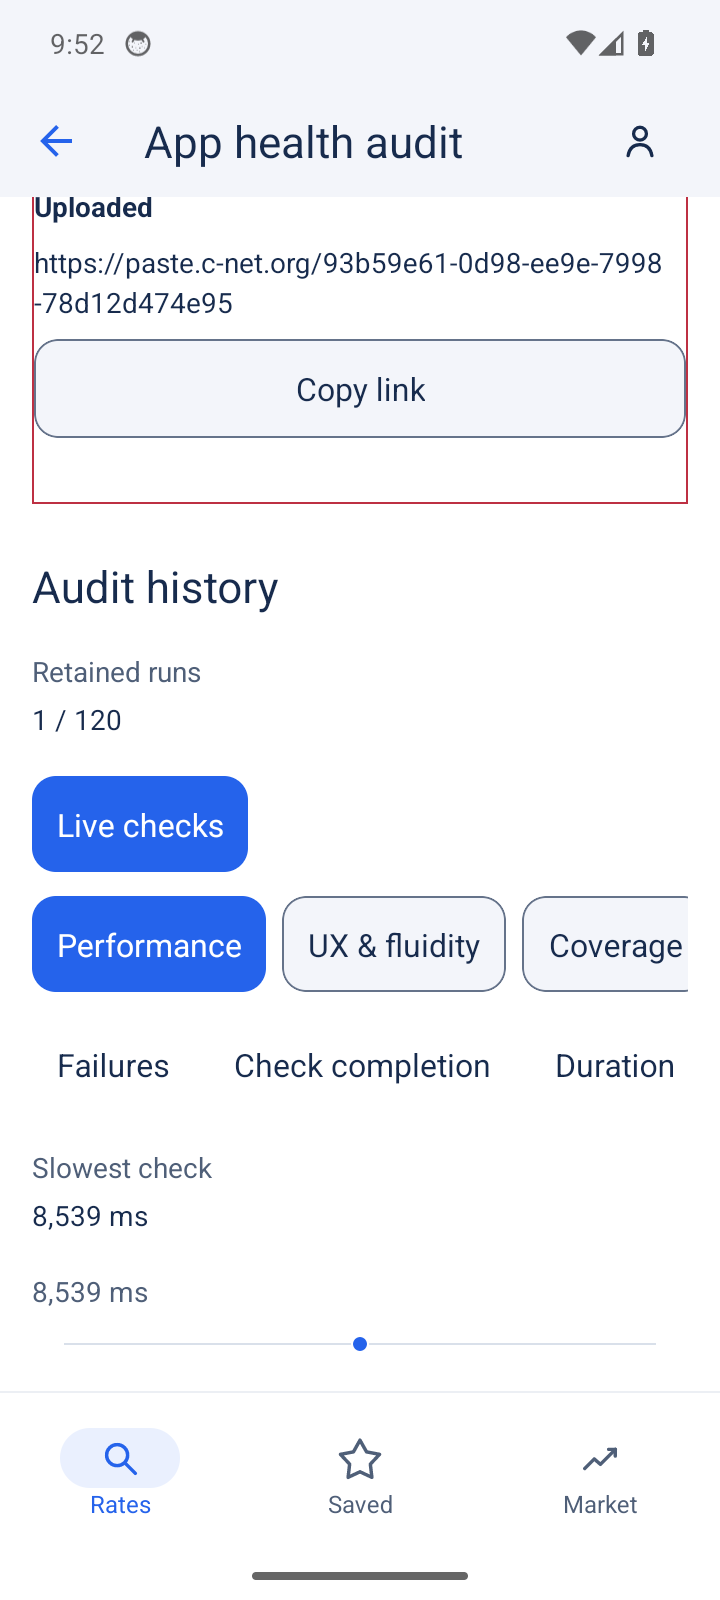 9:52
App health audit
Uploaded
https://paste.c-net.org/93b59e61-0d98-ee9e-7998
-78d12d474e95
Copy link
Audit history
Retained runs
1 / 120
Live checks
Performance
UX & fluidity
Coverage
Failures
Check completion
Duration
Slowest check
8,539 ms
8,539 ms
Rates
Saved
Market